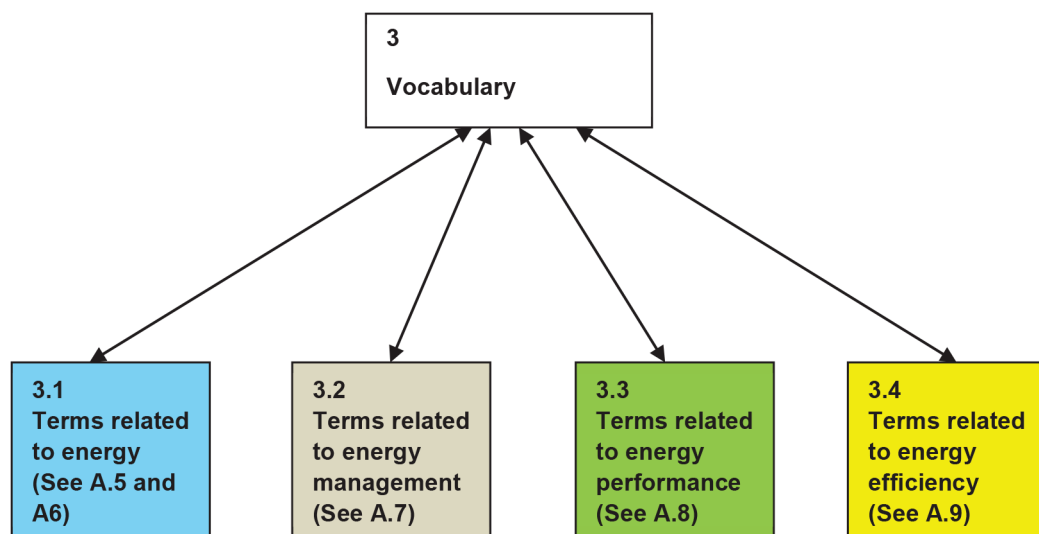 3
Vocabulary
3.1
Terms related
to energy
(See A.5 and
A6)
3.2
Terms related
to energy
management
(See A.7)
3.3
Terms related
to energy
performance
(See A.8)
3.4
Terms related
to energy
efficiency
(See A.9)